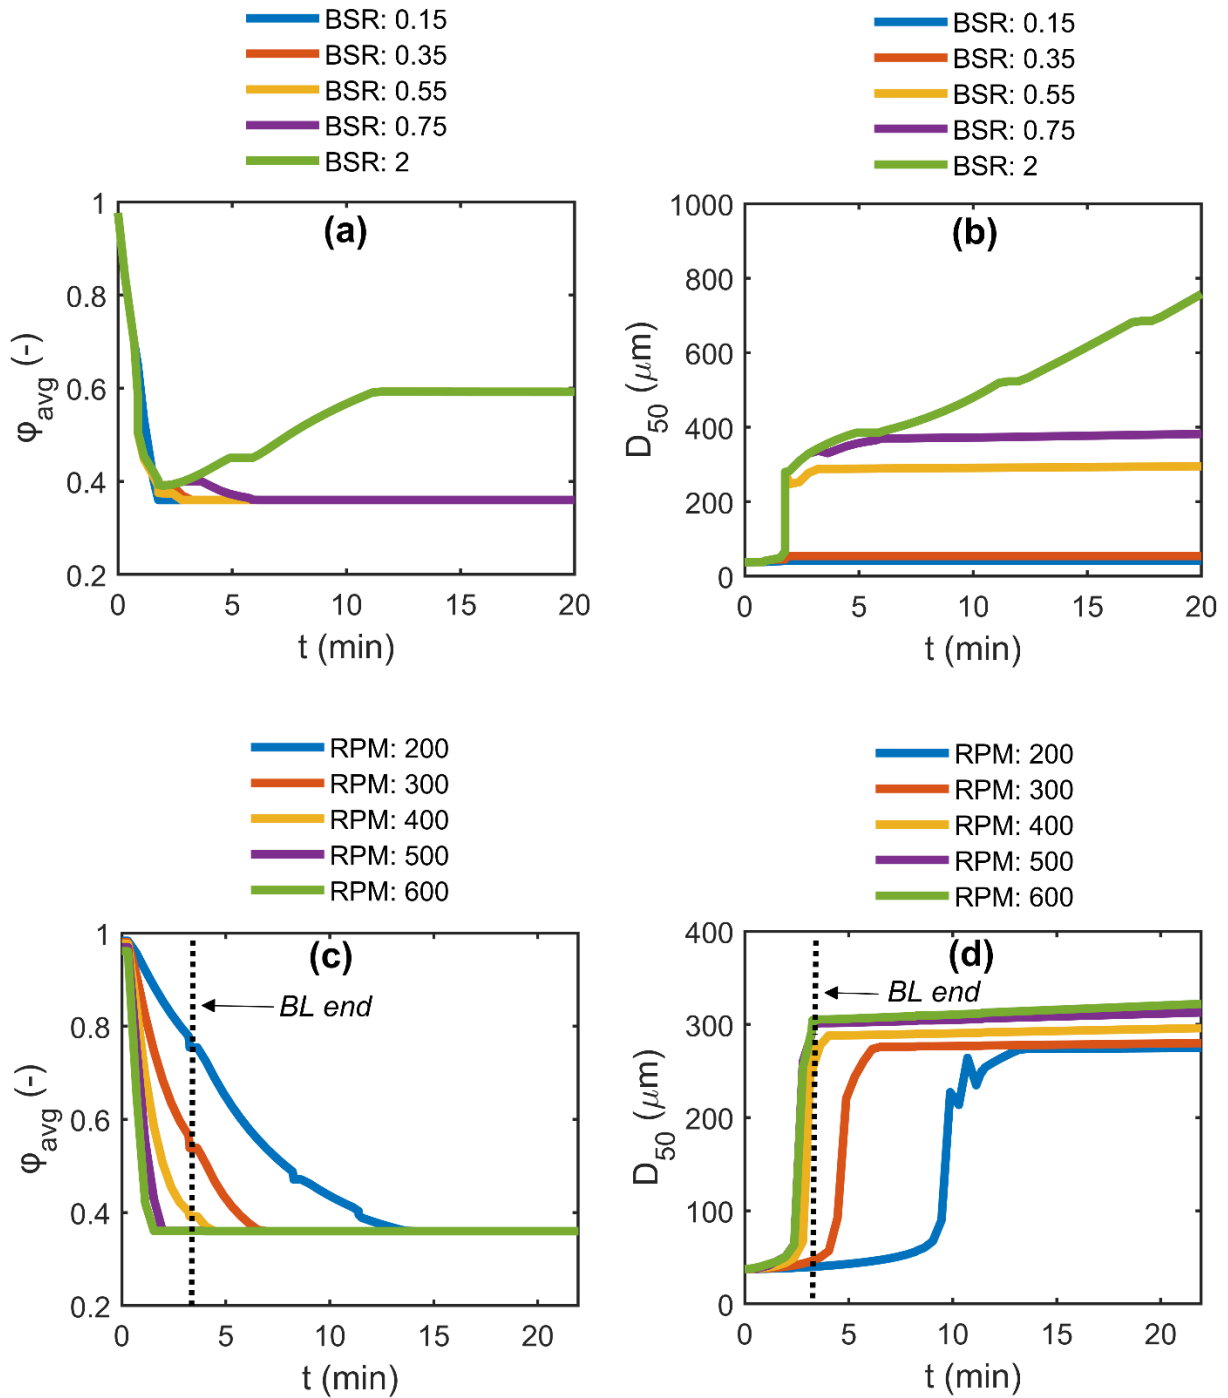 BSR: 0.15
BSR: 0.35
BSR: 0.55
BSR: 0.75
BSR: 2
(a)
1
0.8
0.6
0.4
0.2
φavg (-)
0 5 10 15 20
t (min)
BSR: 0.15
BSR: 0.35
BSR: 0.55
BSR: 0.75
BSR: 2
(b)
1000
800
600
400
200
0
D50 (μm)
0 5 10 15 20
t (min)
RPM: 200
RPM: 300
RPM: 400
RPM: 500
RPM: 600
(c)
BL end
1
0.8
0.6
0.4
0.2
φavg (-)
0 5 10 15 20
t (min)
RPM: 200
RPM: 300
RPM: 400
RPM: 500
RPM: 600
(d)
BL end
400
300
200
100
0
D50 (μm)
0 5 10 15 20
t (min)